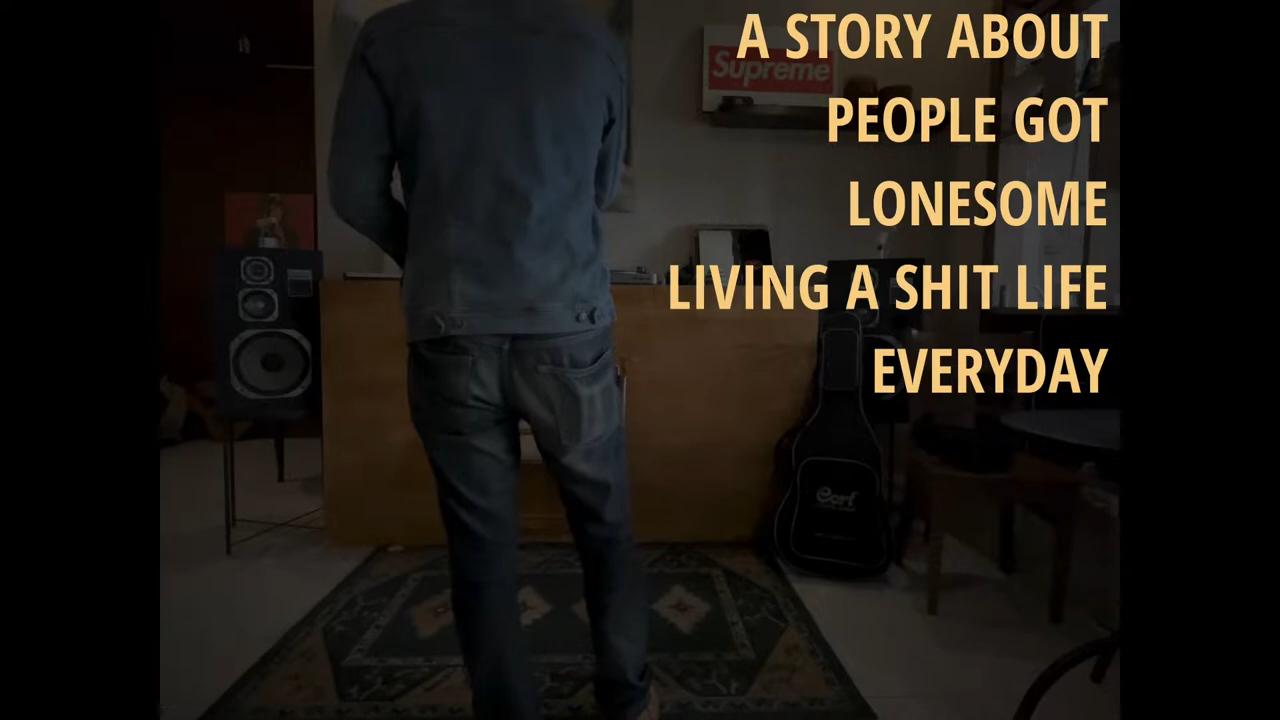 A STORY ABOUT
PEOPLE GOT
LONESOME
LIVING A SHIT LIFE
EVERYDAY
Supreme
Cort